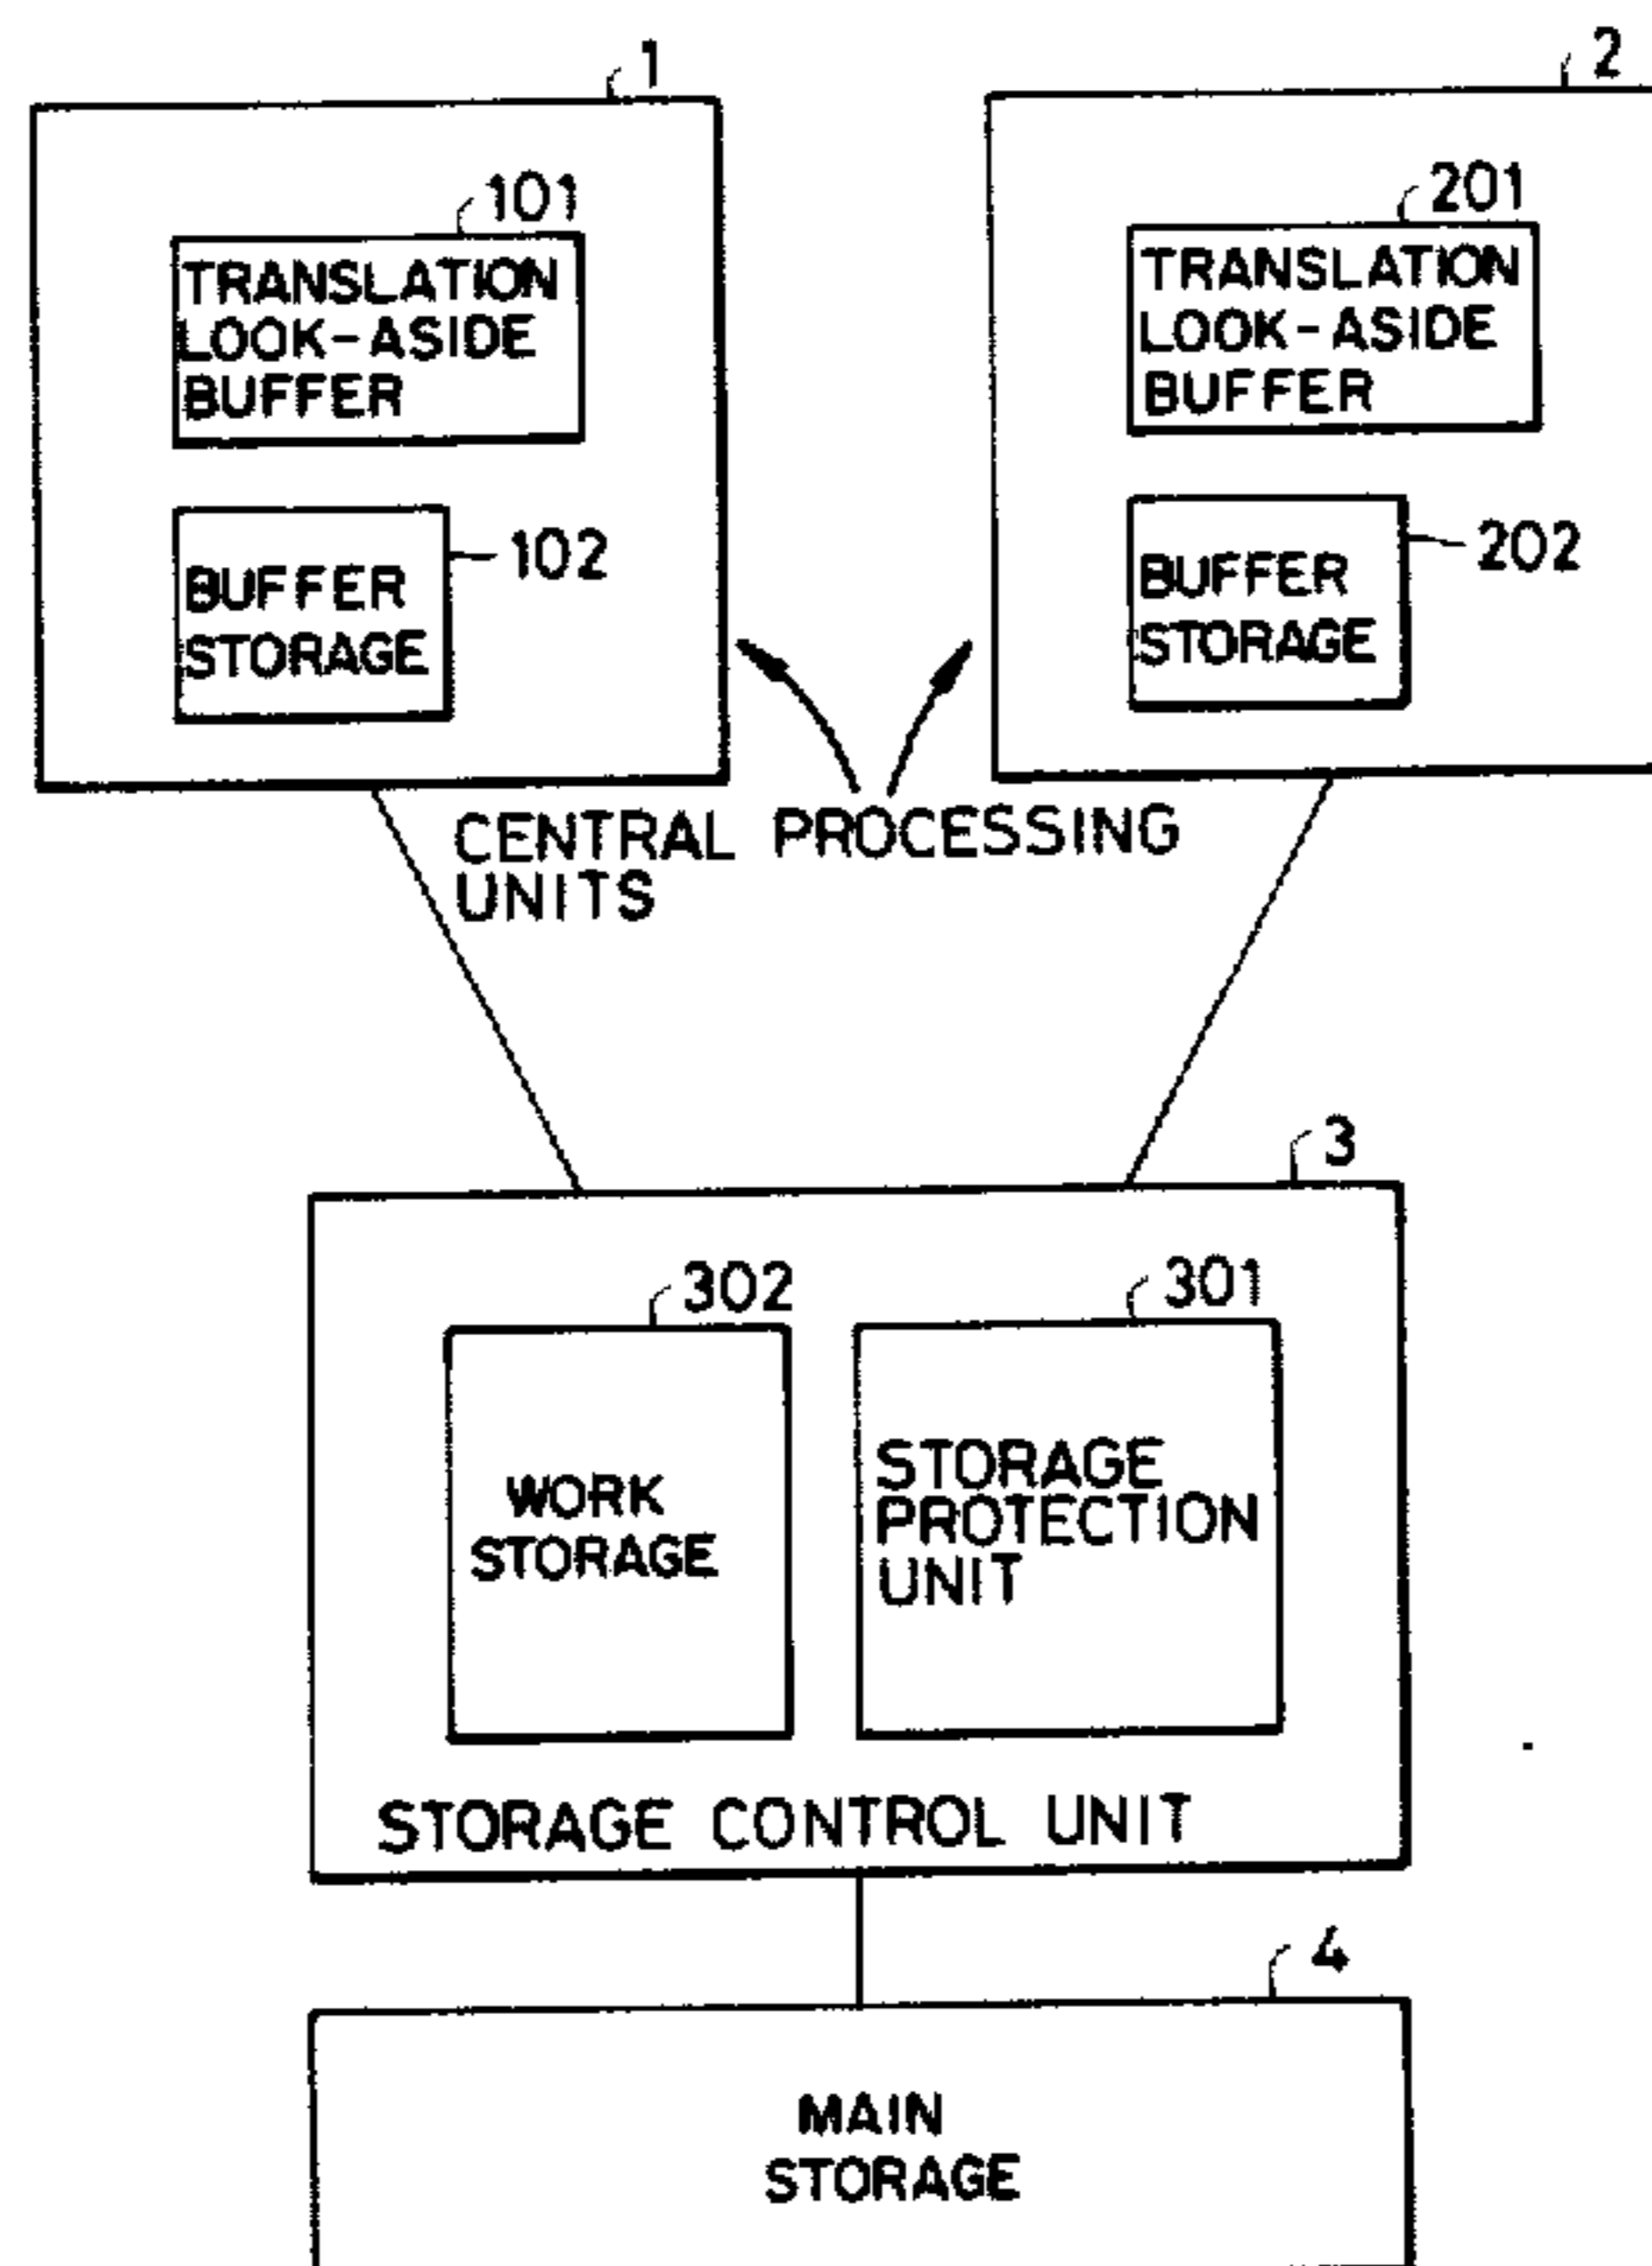 1
2
101
TRANSLATION
LOOK-ASIDE
BUFFER
102
BUFFER
STORAGE
201
TRANSLATION
LOOK-ASIDE
BUFFER
202
BUFFER
STORAGE
CENTRAL PROCESSING
UNITS
3
302
WORK
STORAGE
301
STORAGE
PROTECTION
UNIT
STORAGE CONTROL UNIT
4
MAIN
STORAGE